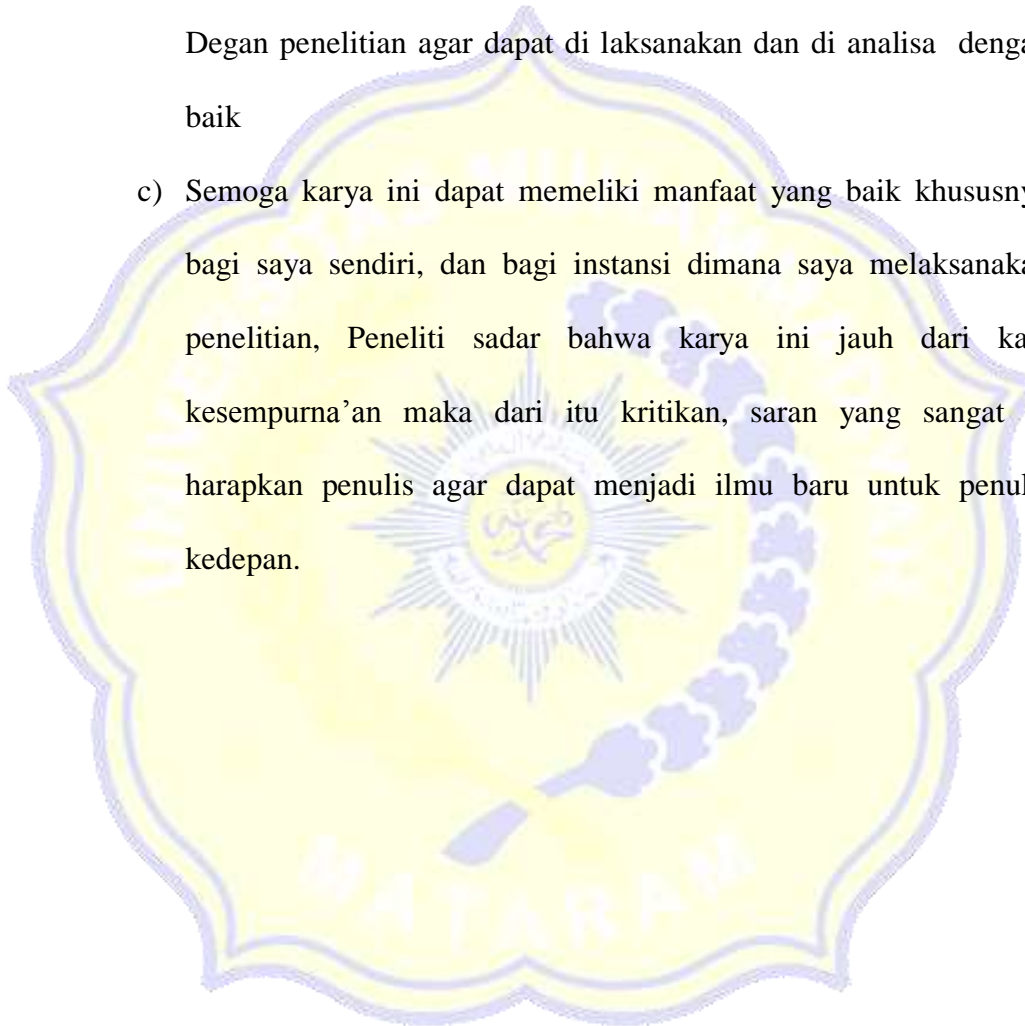 Degan penelitian agar dapat di laksanakan dan di analisa denga
baik
c) Semoga karya ini dapat memeliki manfaat yang baik khususny
bagi saya sendiri, dan bagi instansi dimana saya melaksanaka
penelitian, Peneliti sadar bahwa karya ini jauh dari ka
kesempurna’an maka dari itu kritikan, saran yang sangat
harapkan penulis agar dapat menjadi ilmu baru untuk penul
kedepan.
UNIVERSITAS MUHAMMADIYAH
MATARAM